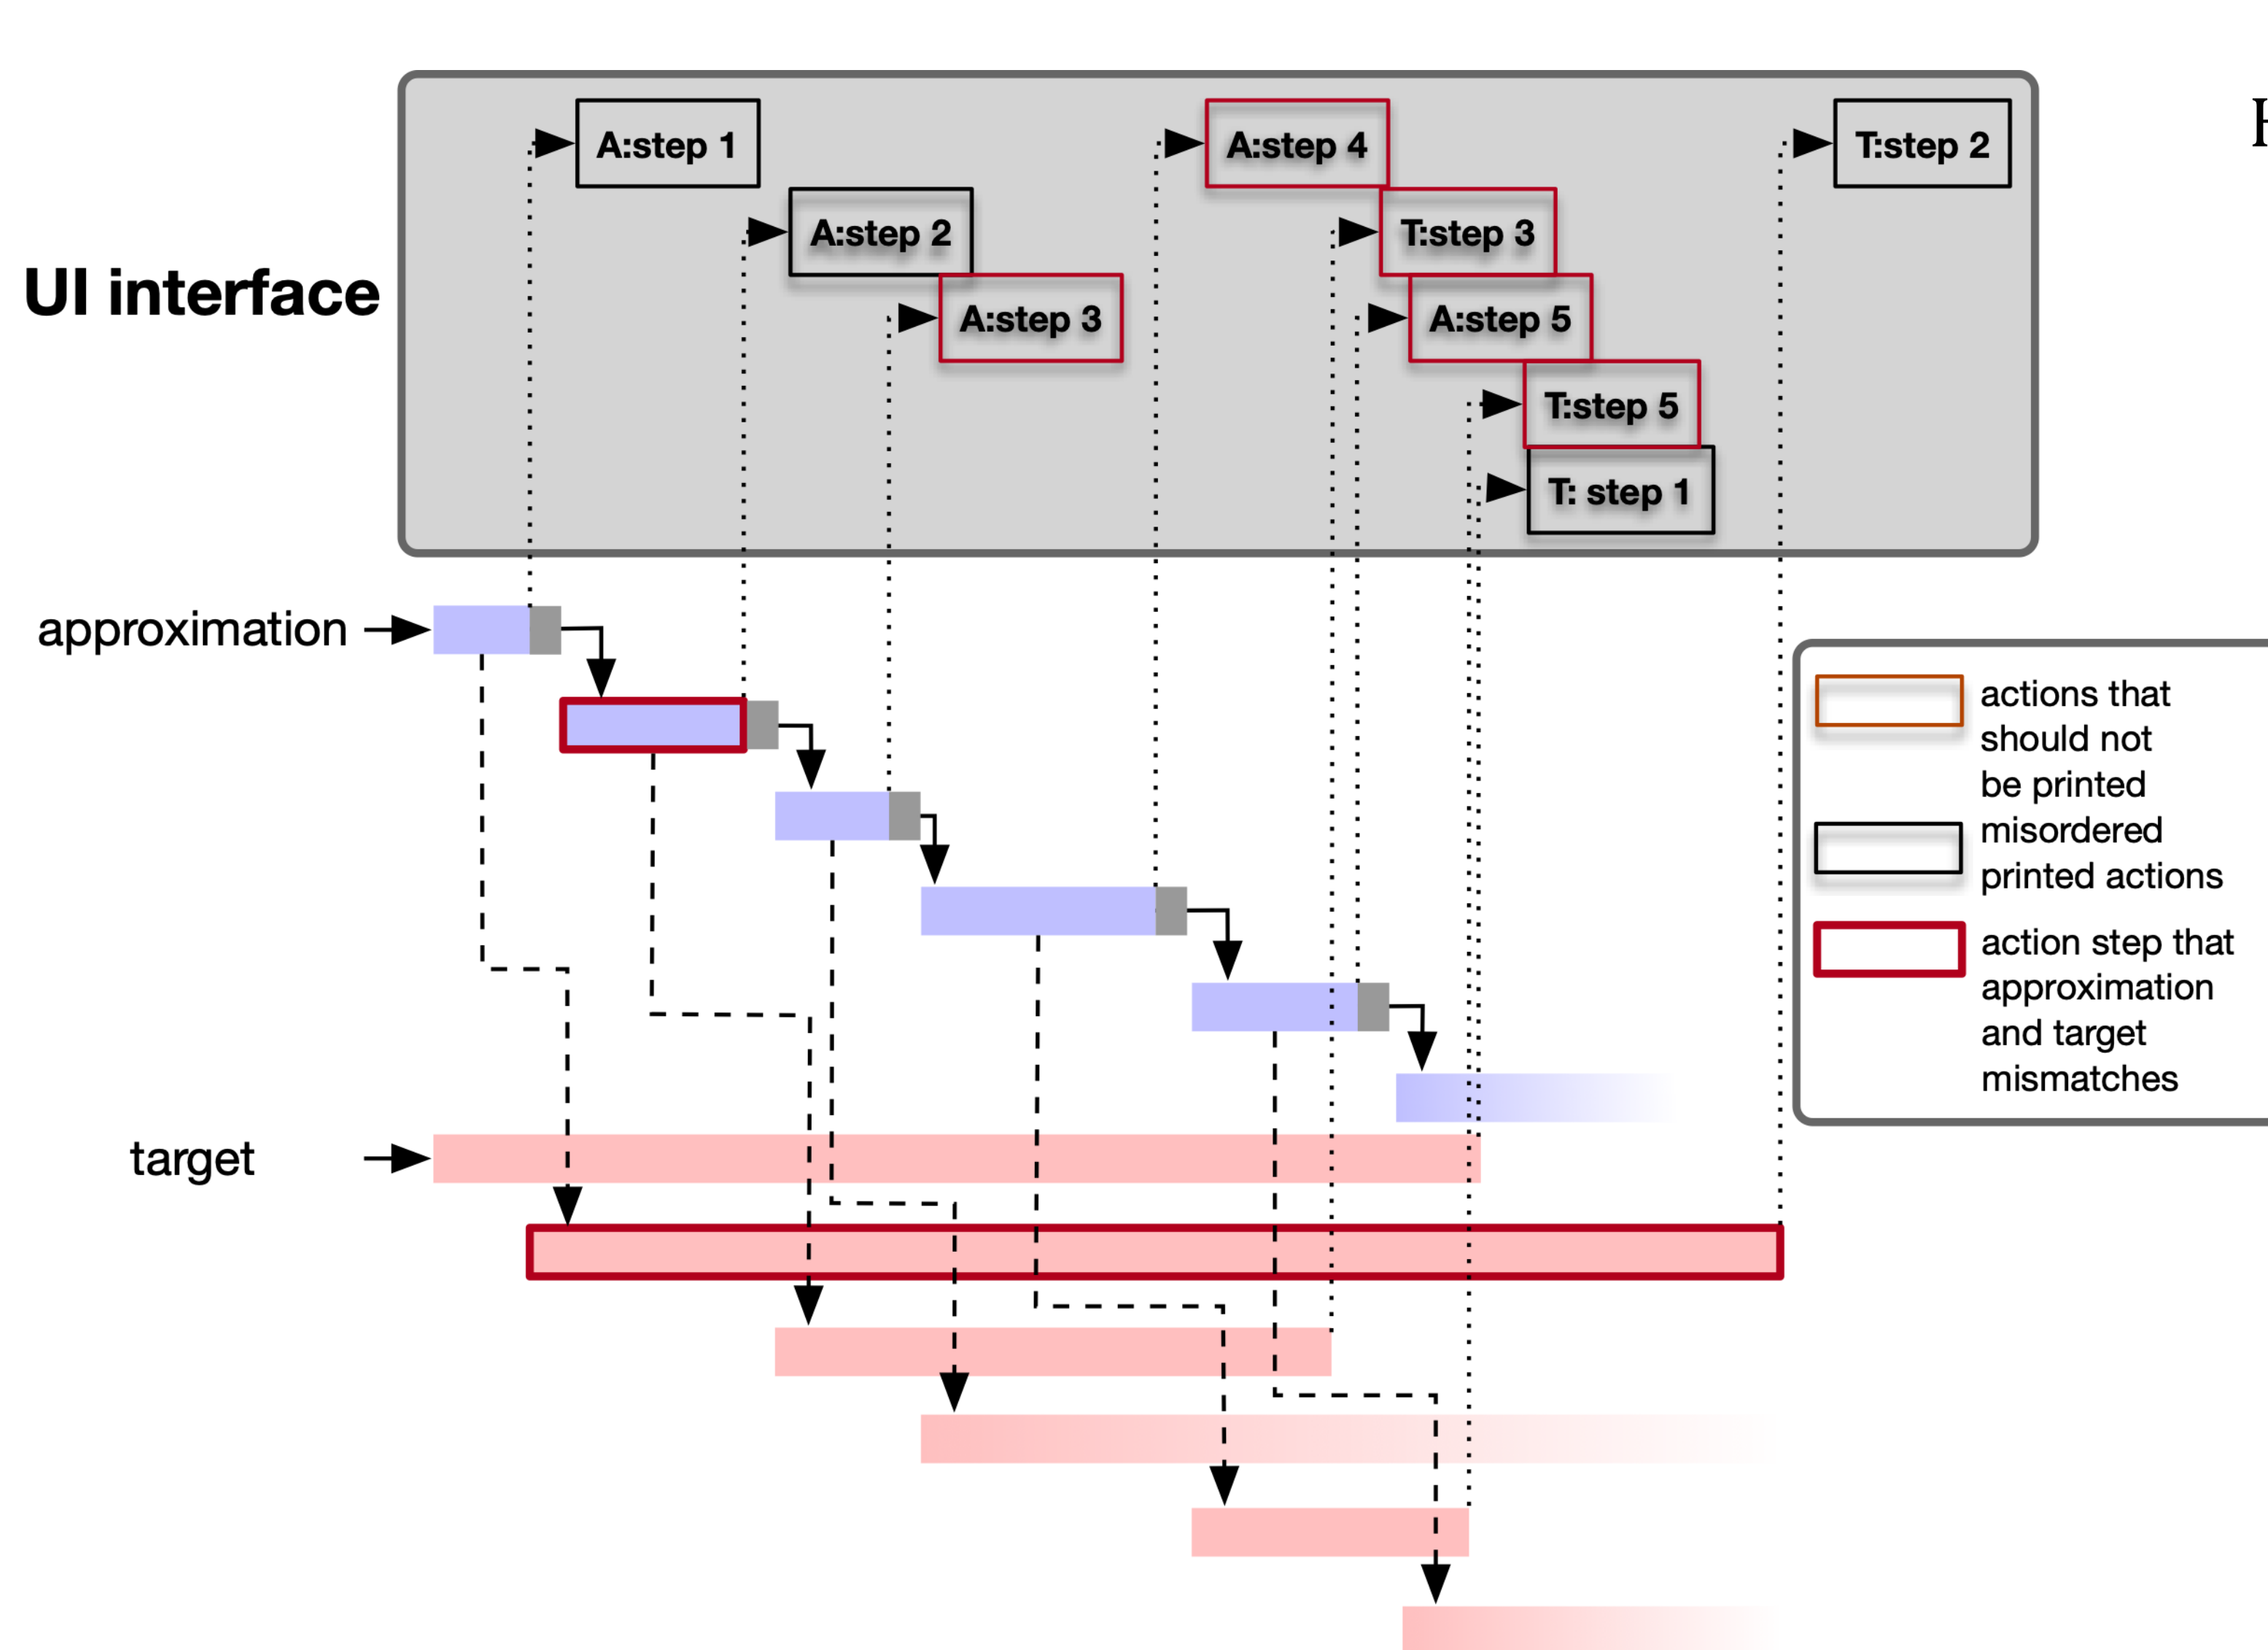 A:step 1
A:step 4
T:step 2
A:step 2
T:step 3
UI interface
A:step 3
A:step 5
T:step 5
T: step 1
approximation
target
actions that
should not
be printed
misordered
printed actions
action step that
approximation
and target
mismatches